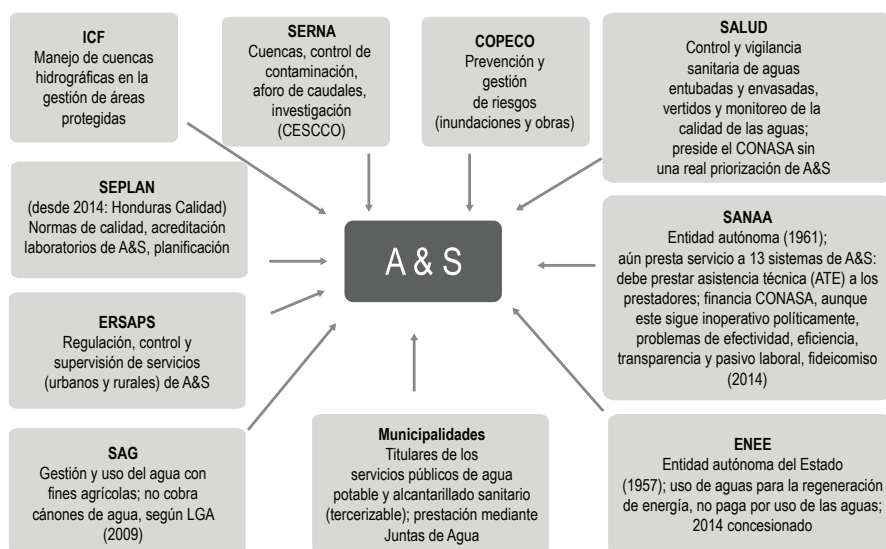 ICF
Manejo de cuencas
hidrográficas en la
gestión de áreas
protegidas
SERNA
Cuencas, control de
contaminación,
aforo de caudales,
investigación
(CESCCO)
COPECO
Prevención y
gestión
de riesgos
(inundaciones y obras)
SALUD
Control y vigilancia
sanitaria de aguas
entubadas y envasadas,
vertidos y monitoreo de la
calidad de las aguas;
preside el CONASA sin
una real priorización de A&S
SEPLAN
(desde 2014: Honduras Calidad)
Normas de calidad, acreditación
laboratorios de A&S, planificación
A & S
SANAA
Entidad autónoma (1961);
aún presta servicio a 13 sistemas de A&S:
debe prestar asistencia técnica (ATE) a los
prestadores; financia CONASA, aunque
este sigue inoperativo políticamente,
problemas de efectividad, eficiencia,
transparencia y pasivo laboral, fideicomiso
(2014)
ERSAPS
Regulación, control y
supervisión de servicios
(urbanos y rurales) de A&S
SAG
Gestión y uso del agua con
fines agrícolas; no cobra
cánones de agua, según LGA
(2009)
Municipalidades
Titulares de los
servicios públicos de agua
potable y alcantarillado sanitario
(tercerizable); prestación mediante
Juntas de Agua
ENEE
Entidad autónoma del Estado
(1957); uso de aguas para la regeneración
de energía, no paga por uso de las aguas;
2014 concesionado